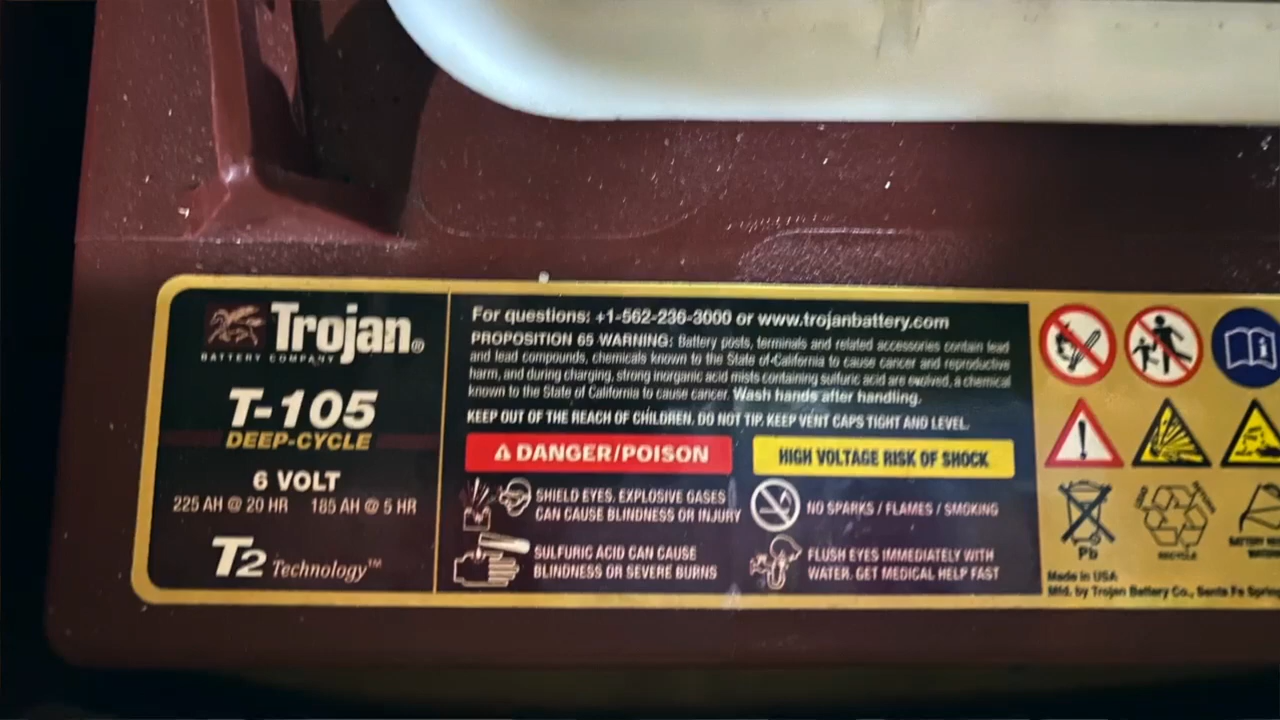 Trojan®
BATTERY COMPANY
T-105
DEEP-CYCLE
6 VOLT
225 AH @ 20 HR 185 AH @ 5 HR
T2 Technology™
For questions: +1-562-236-3000 or www.trojanbattery.com
PROPOSITION 65 WARNING: Battery posts, terminals and related accessories contain lead
and lead compounds, chemicals known to the State of California to cause cancer and reproductive
harm, and during charging, strong inorganic acid mists containing sulfuric acid are evolved, a chemical
known to the State of California to cause cancer. Wash hands after handling.
KEEP OUT OF THE REACH OF CHILDREN. DO NOT TIP. KEEP VENT CAPS TIGHT AND LEVEL.
DANGER/POISON
HIGH VOLTAGE RISK OF SHOCK
SHIELD EYES. EXPLOSIVE GASES
CAN CAUSE BLINDNESS OR INJURY
NO SPARKS / FLAMES / SMOKING
SULFURIC ACID CAN CAUSE
BLINDNESS OR SEVERE BURNS
FLUSH EYES IMMEDIATELY WITH
WATER. GET MEDICAL HELP FAST
Pb
RECYCLE
Made in USA
Mfd. by Trojan Battery Co., Santa Fe Spring